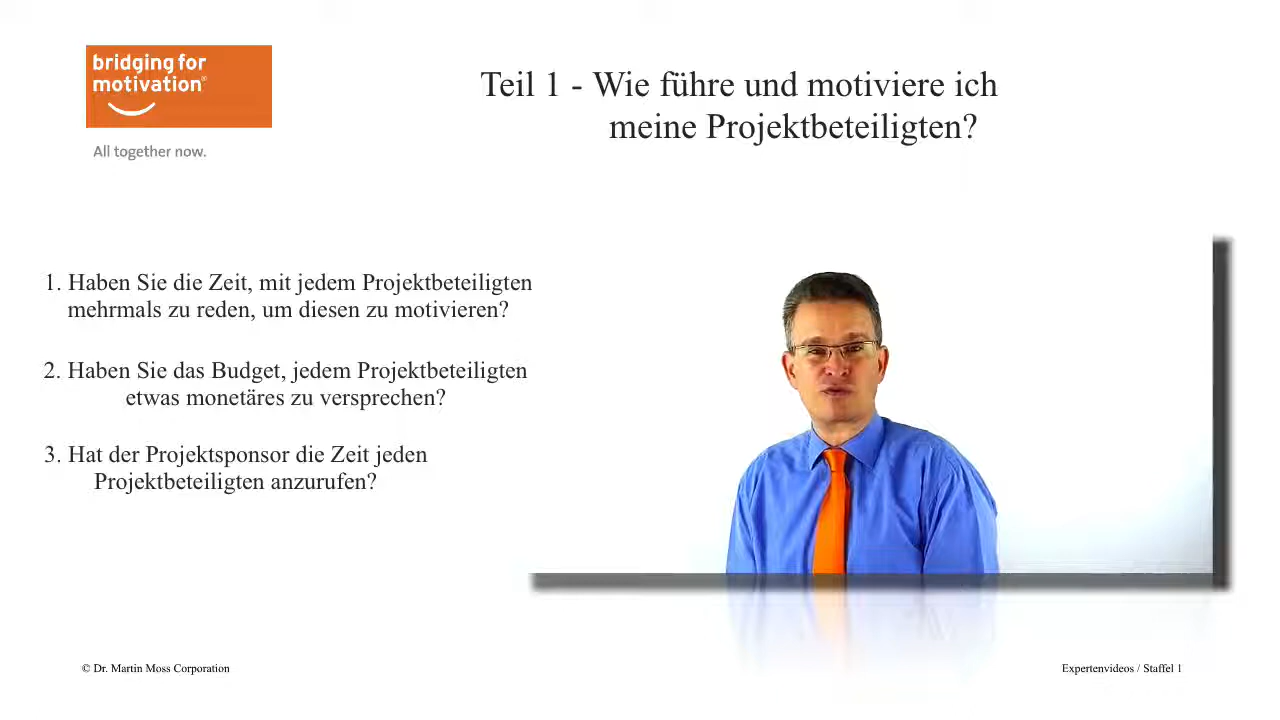 bridging for
motivation®
All together now.
Teil 1 - Wie führe und motiviere ich
meine Projektbeteiligten?
1. Haben Sie die Zeit, mit jedem Projektbeteiligten
mehrmals zu reden, um diesen zu motivieren?
2. Haben Sie das Budget, jedem Projektbeteiligten
etwas monetäres zu versprechen?
3. Hat der Projektsponsor die Zeit jeden
Projektbeteiligten anzurufen?
© Dr. Martin Moss Corporation
Expertenvideos / Staffel 1